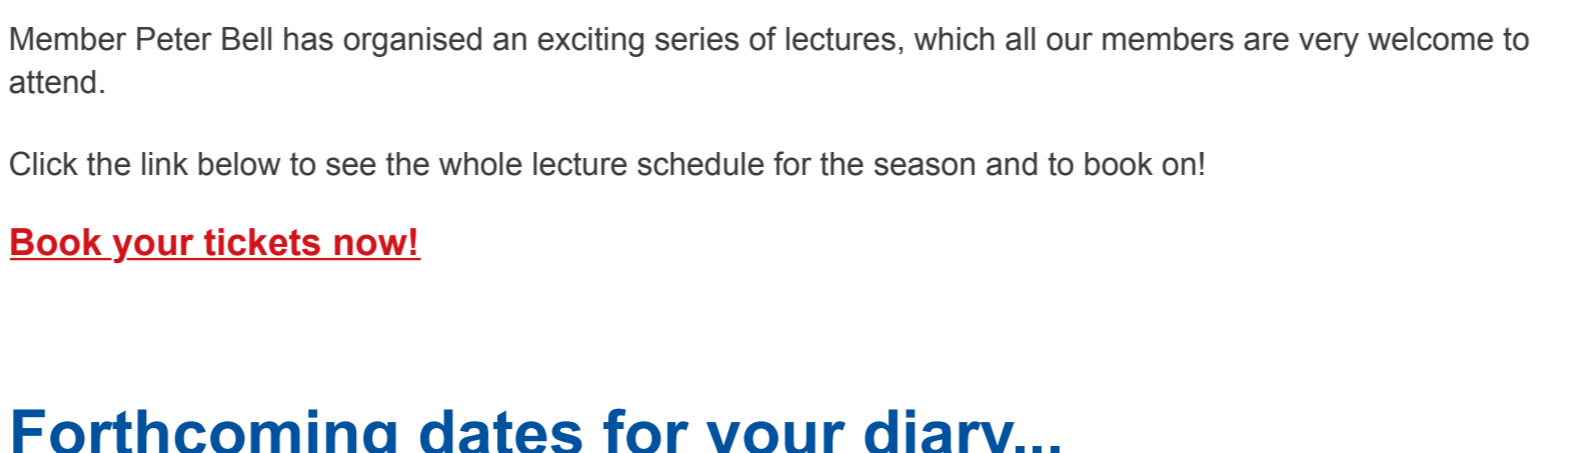 Member Peter Bell has organised an exciting series of lectures, which all our members are very welcome to
attend.
Click the link below to see the whole lecture schedule for the season and to book on!
Book your tickets now!
Forthcoming dates for your diary...